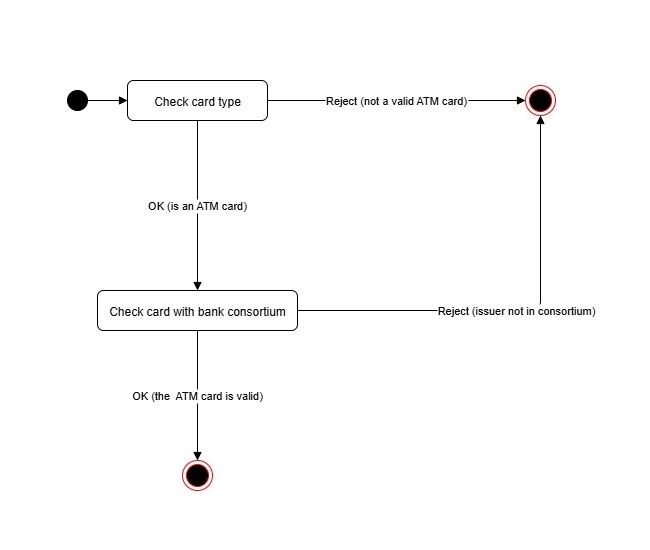 Check card type
Reject (not a valid ATM card)
OK (is an ATM card)
Check card with bank consortium
Reject (issuer not in consortium)
OK (the  ATM card is valid)